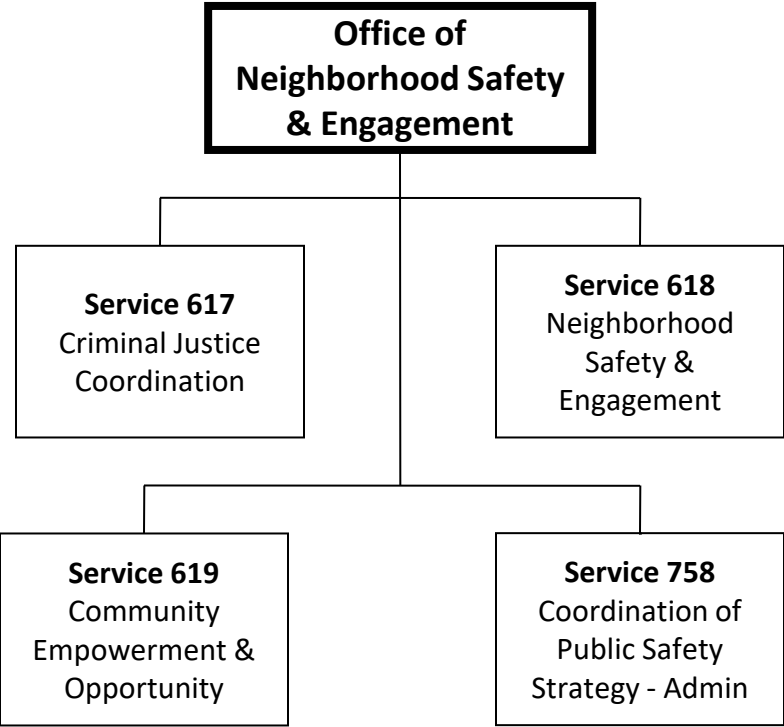 Office of
Neighborhood Safety
& Engagement
Service 617
Criminal Justice
Coordination
Service 618
Neighborhood
Safety &
Engagement
Service 619
Community
Empowerment &
Opportunity
Service 758
Coordination of
Public Safety
Strategy - Admin